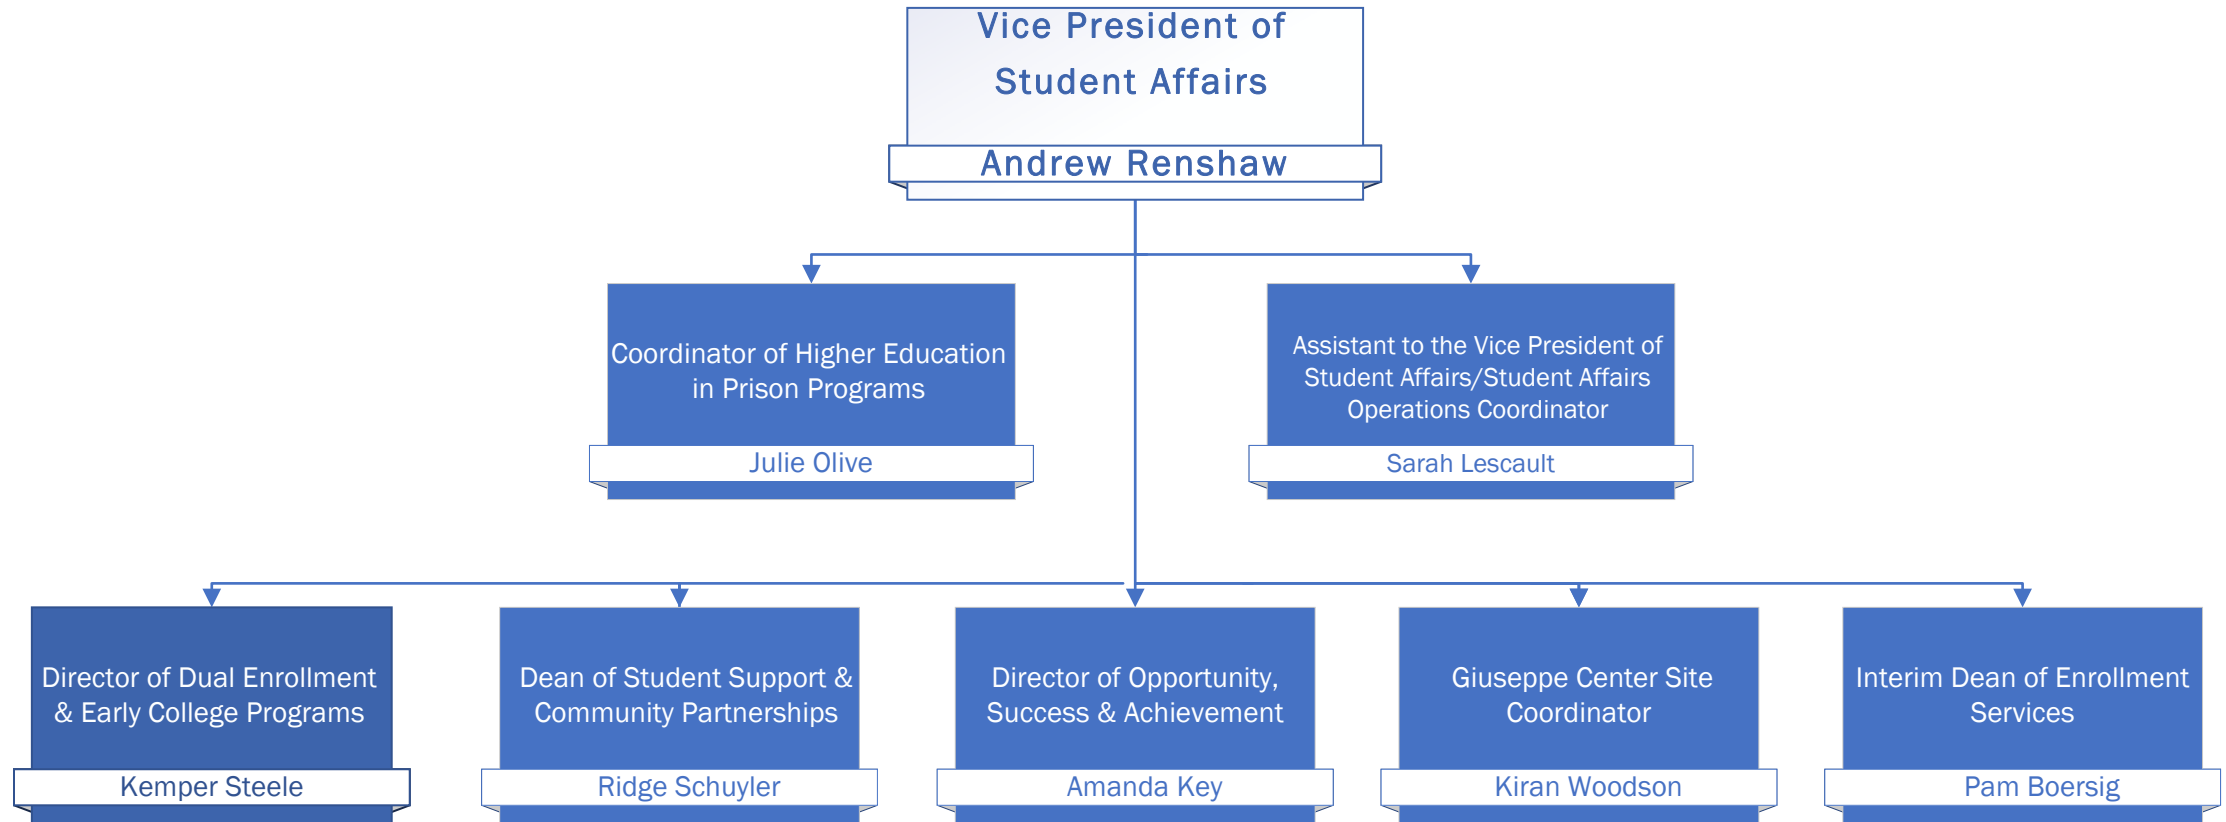 Vice President of
Student Affairs
Andrew Renshaw
Coordinator of Higher Education
in Prison Programs
Julie Olive
Assistant to the Vice President of
Student Affairs/Student Affairs
Operations Coordinator
Sarah Lescault
Director of Dual Enrollment
& Early College Programs
Kemper Steele
Dean of Student Support &
Community Partnerships
Ridge Schuyler
Director of Opportunity,
Success & Achievement
Amanda Key
Giuseppe Center Site
Coordinator
Kiran Woodson
Interim Dean of Enrollment
Services
Pam Boersig